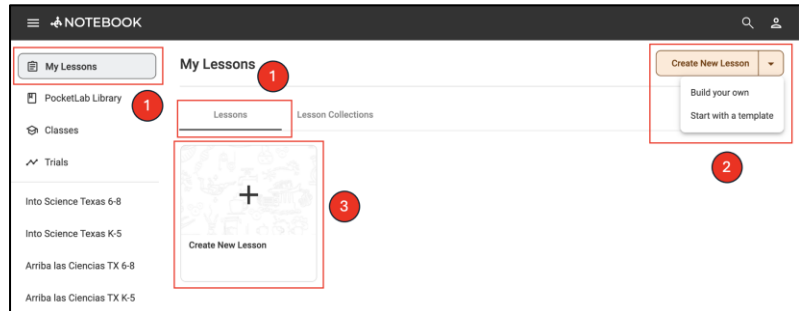 NOTEBOOK
My Lessons
PocketLab Library
1
Classes
Trials
Into Science Texas 6-8
Into Science Texas K-5
Arriba las Ciencias TX 6-8
Arriba las Ciencias TX K-5
My Lessons
1
Lessons
Lesson Collections
+
Create New Lesson
3
Create New Lesson
Build your own
Start with a template
2